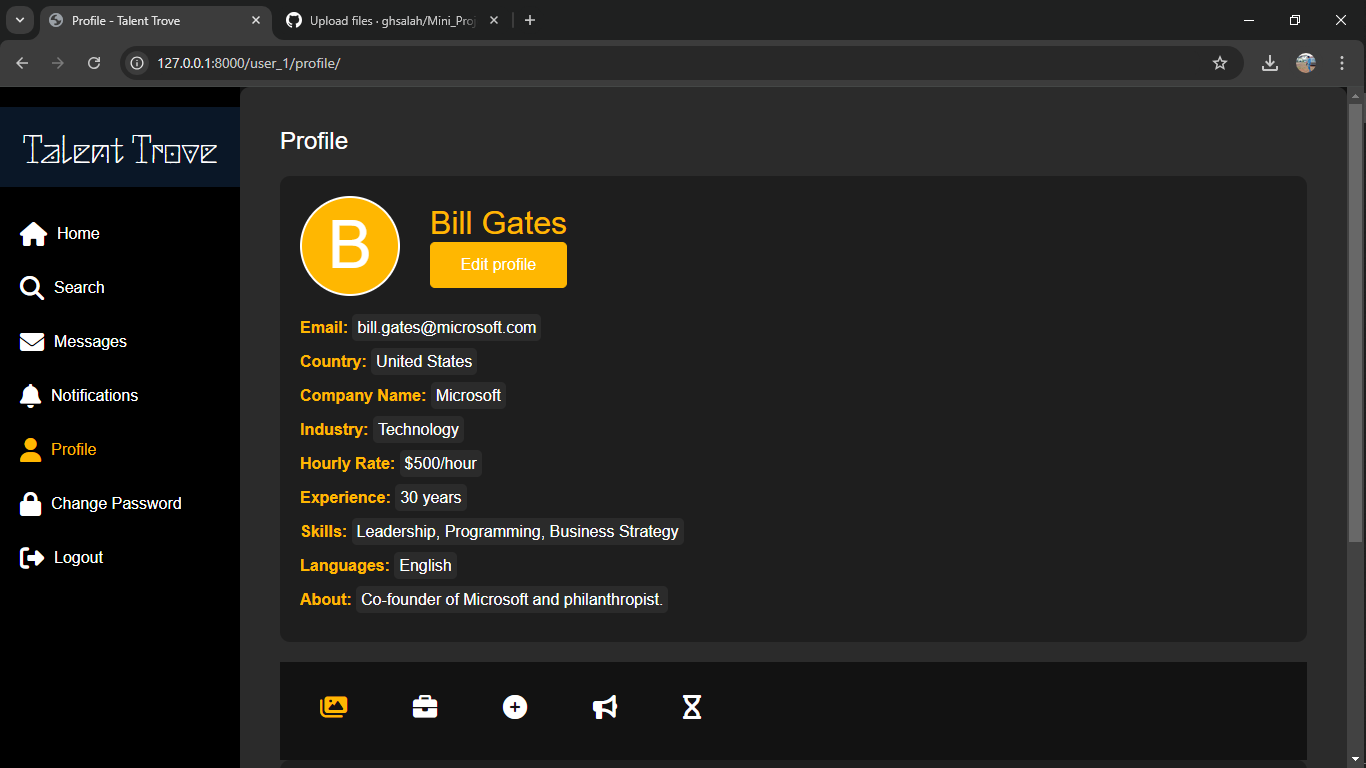 Profile - Talent Trove
Upload files · ghsalah/Mini_Proj
127.0.0.1:8000/user_1/profile/
Talent Trove
Home
Search
Messages
Notifications
Profile
Change Password
Logout
Profile
B
Bill Gates
Edit profile
Email: bill.gates@microsoft.com
Country: United States
Company Name: Microsoft
Industry: Technology
Hourly Rate: $500/hour
Experience: 30 years
Skills: Leadership, Programming, Business Strategy
Languages: English
About: Co-founder of Microsoft and philanthropist.